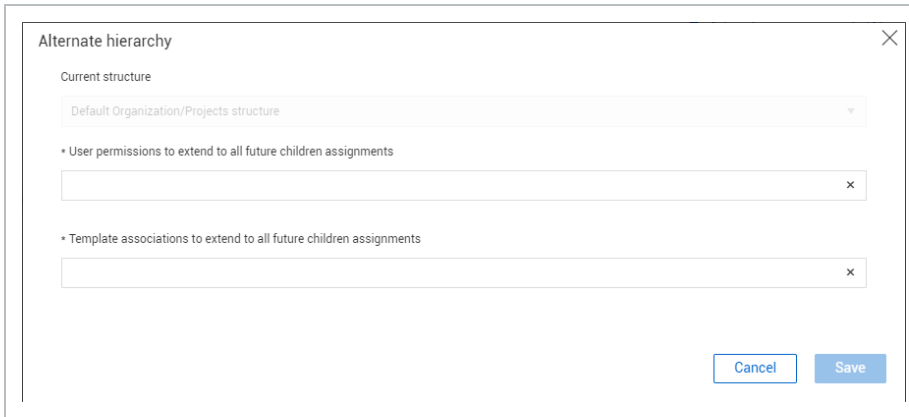 Alternate hierarchy
Current structure
Default Organization/Projects structure
* User permissions to extend to all future children assignments
* Template associations to extend to all future children assignments
Cancel Save